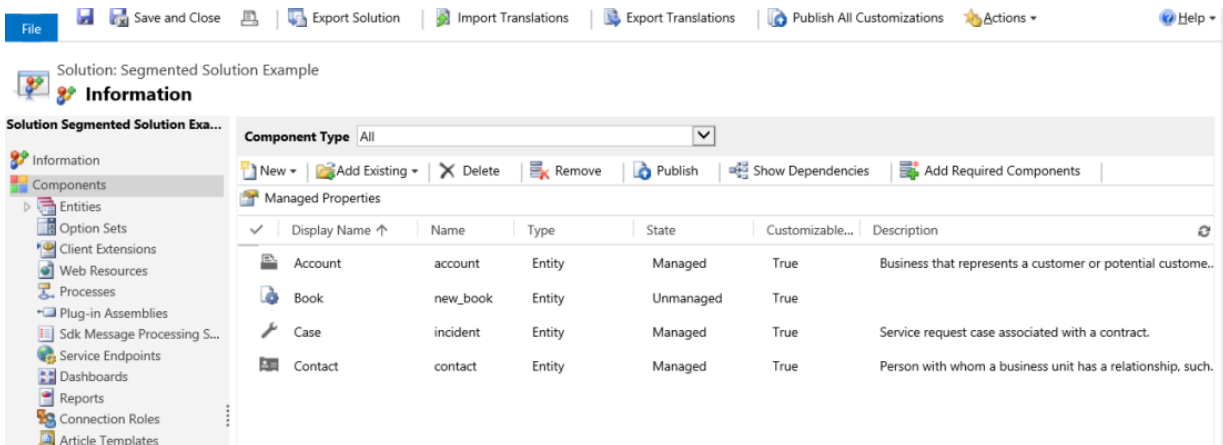 File Save and Close Export Solution Import Translations Export Translations Publish All Customizations Actions Help
Solution: Segmented Solution Example
Information
Solution Segmented Solution Exa...
Component Type All
Information
New Add Existing Delete Remove Publish Show Dependencies Add Required Components
Components
Managed Properties
Entities
Option Sets
Display Name Name Type State Customizable... Description
Client Extensions
Account account Entity Managed True Business that represents a customer or potential custome..
Web Resources
Processes
Book new_book Entity Unmanaged True
Plug-in Assemblies
Sdk Message Processing S...
Case incident Entity Managed True Service request case associated with a contract.
Service Endpoints
Contact contact Entity Managed True Person with whom a business unit has a relationship, such.
Dashboards
Reports
Connection Roles
Article Templates